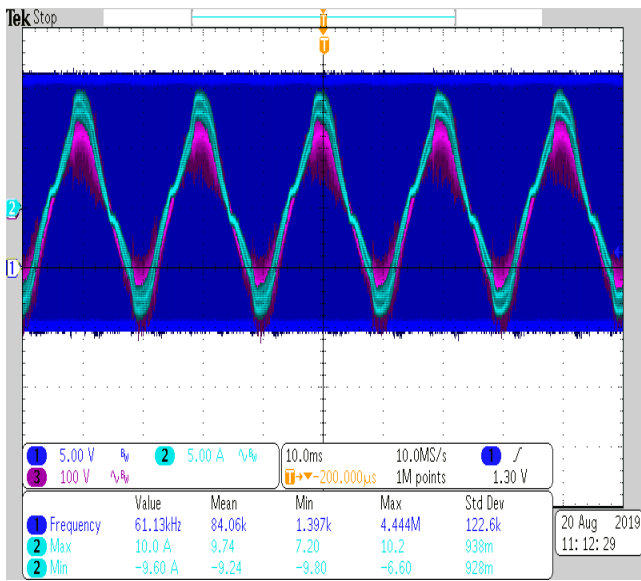 Tek Stop
T
T
2
1
1 5.00 V BW 2 5.00 A ∿BW
3 100 V ∿BW
10.0ms 10.0MS/s 1 ∫
T→▼-200.000µs 1M points 1.30 V
Value Mean Min Max Std Dev
1 Frequency 61.13kHz 84.06k 1.397k 4.444M 122.6k
2 Max 10.0 A 9.74 7.20 10.2 938m
2 Min -9.60 A -9.24 -9.80 -6.60 928m
20 Aug 2019
11:12:29